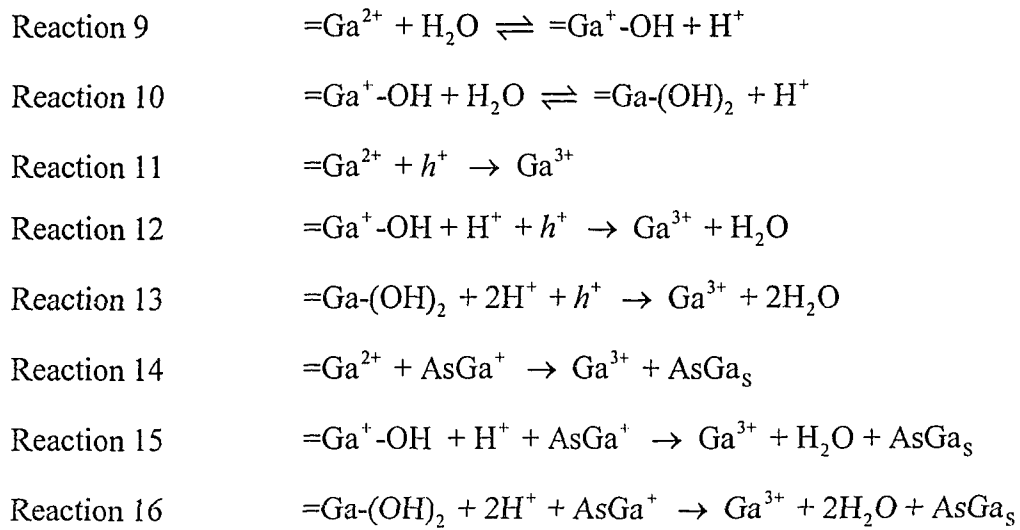 Reaction 9 =Ga²⁺ + H₂O ⇌ =Ga⁺-OH + H⁺
Reaction 10 =Ga⁺-OH + H₂O ⇌ =Ga-(OH)₂ + H⁺
Reaction 11 =Ga²⁺ + h⁺ → Ga³⁺
Reaction 12 =Ga⁺-OH + H⁺ + h⁺ → Ga³⁺ + H₂O
Reaction 13 =Ga-(OH)₂ + 2H⁺ + h⁺ → Ga³⁺ + 2H₂O
Reaction 14 =Ga²⁺ + AsGa⁺ → Ga³⁺ + AsGaₛ
Reaction 15 =Ga⁺-OH + H⁺ + AsGa⁺ → Ga³⁺ + H₂O + AsGaₛ
Reaction 16 =Ga-(OH)₂ + 2H⁺ + AsGa⁺ → Ga³⁺ + 2H₂O + AsGaₛ